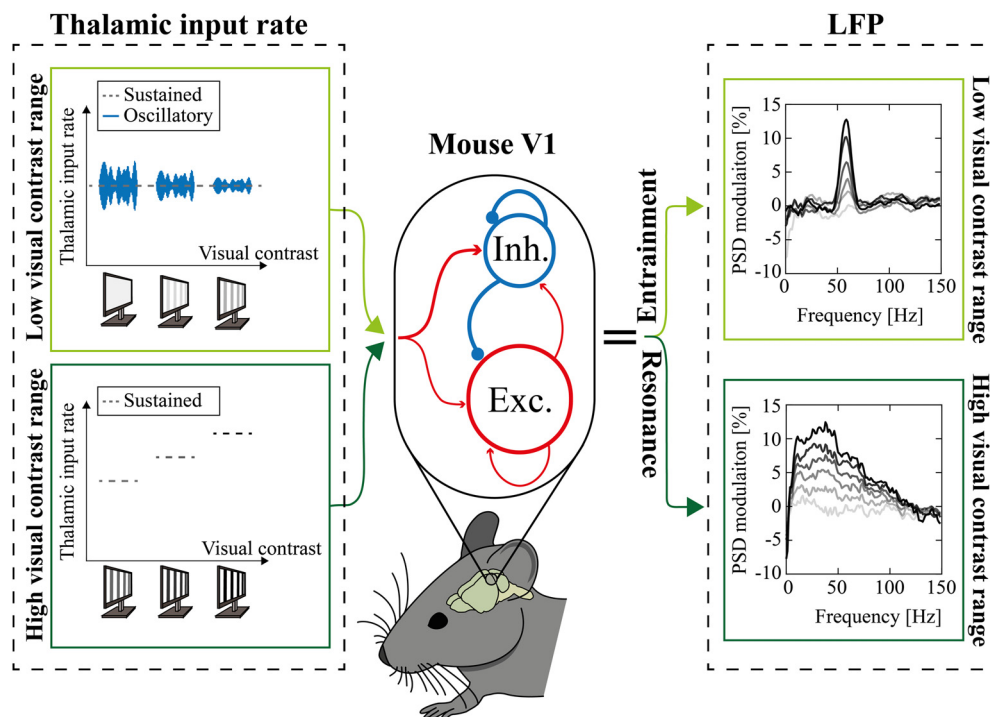 Thalamic input rate
Low visual contrast range
Thalamic input rate
Sustained
Oscillatory
Visual contrast
High visual contrast range
Thalamic input rate
Sustained
Visual contrast
Mouse V1
Inh.
Exc.
=
Entrainment
Resonance
LFP
Low visual contrast range
PSD modulaiton [%]
15
10
5
0
-5
-10
0 50 100 150
Frequency [Hz]
High visual contrast range
PSD modulaiton [%]
15
10
5
0
-5
-10
0 50 100 150
Frequency [Hz]